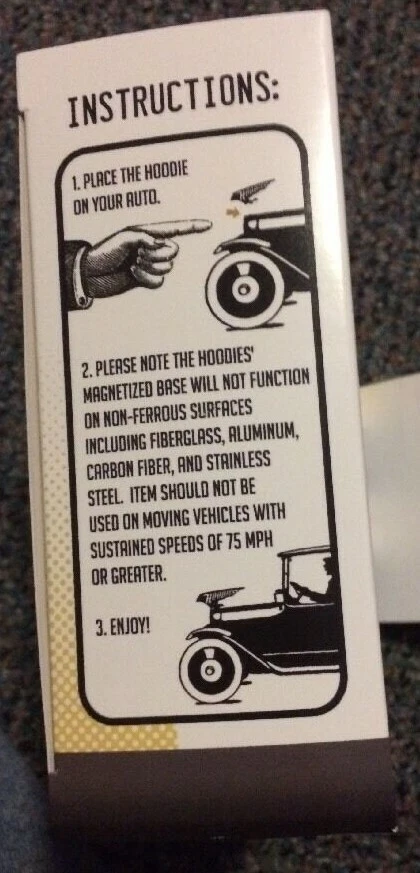 INSTRUCTIONS:
1. PLACE THE HOODIE
ON YOUR AUTO.
2. PLEASE NOTE THE HOODIES'
MAGNETIZED BASE WILL NOT FUNCTION
ON NON-FERROUS SURFACES
INCLUDING FIBERGLASS, ALUMINUM,
CARBON FIBER, AND STAINLESS
STEEL. ITEM SHOULD NOT BE
USED ON MOVING VEHICLES WITH
SUSTAINED SPEEDS OF 75 MPH
OR GREATER.
3. ENJOY!